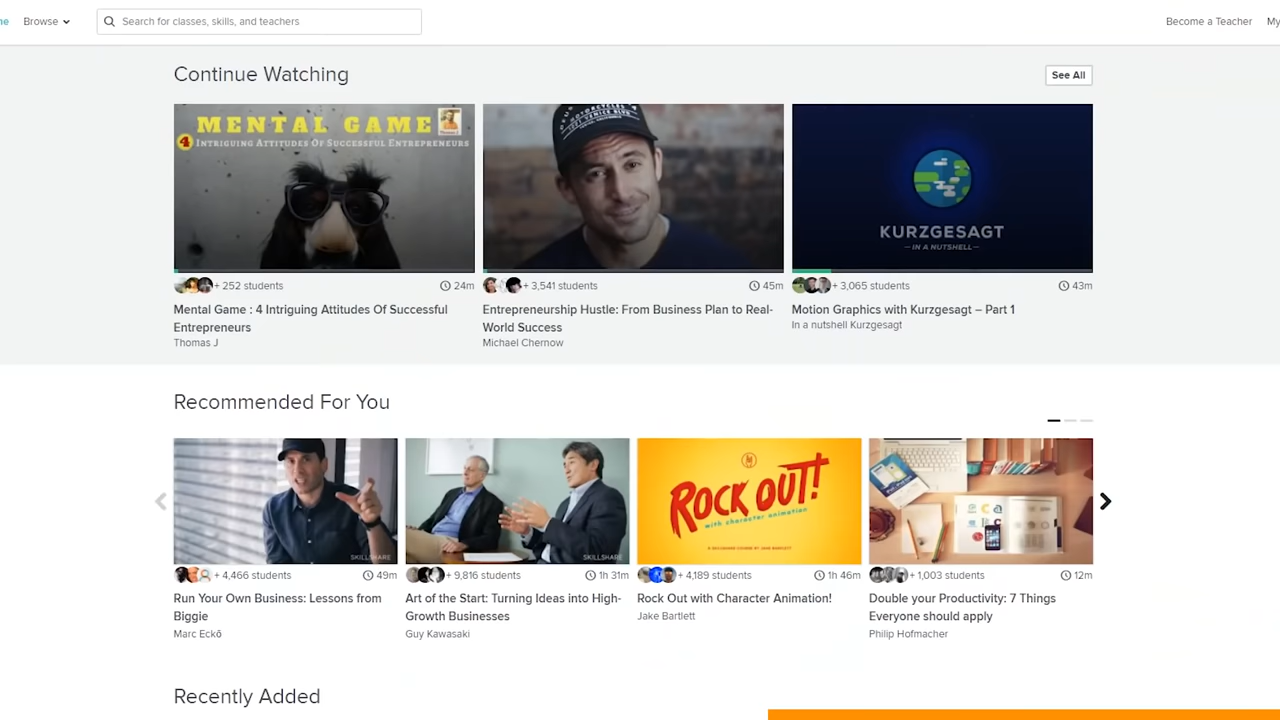 ne Browse Search for classes, skills, and teachers Become a Teacher My
Continue Watching See All
MENTAL GAME
4 INTRIGUING ATTITUDES OF SUCCESSFUL ENTREPRENEURS
KURZGESAGT
—IN A NUTSHELL—
+ 252 students 24m
+ 3,541 students 45m
+ 3,065 students 43m
Mental Game : 4 Intriguing Attitudes Of Successful
Entrepreneurs
Thomas J
Entrepreneurship Hustle: From Business Plan to Real-
World Success
Michael Chernow
Motion Graphics with Kurzgesagt – Part 1
In a nutshell Kurzgesagt
Recommended For You
SKILLSHARE
SKILLSHARE
ROCK OUT!
with character animation
A SKILLSHARE COURSE BY JAKE BARTLETT
+ 4,466 students 49m
+ 9,816 students 1h 31m
+ 4,189 students 1h 46m
+ 1,003 students 12m
Run Your Own Business: Lessons from
Biggie
Marc Eckō
Art of the Start: Turning Ideas into High-
Growth Businesses
Guy Kawasaki
Rock Out with Character Animation!
Jake Bartlett
Double your Productivity: 7 Things
Everyone should apply
Philip Hofmacher
Recently Added